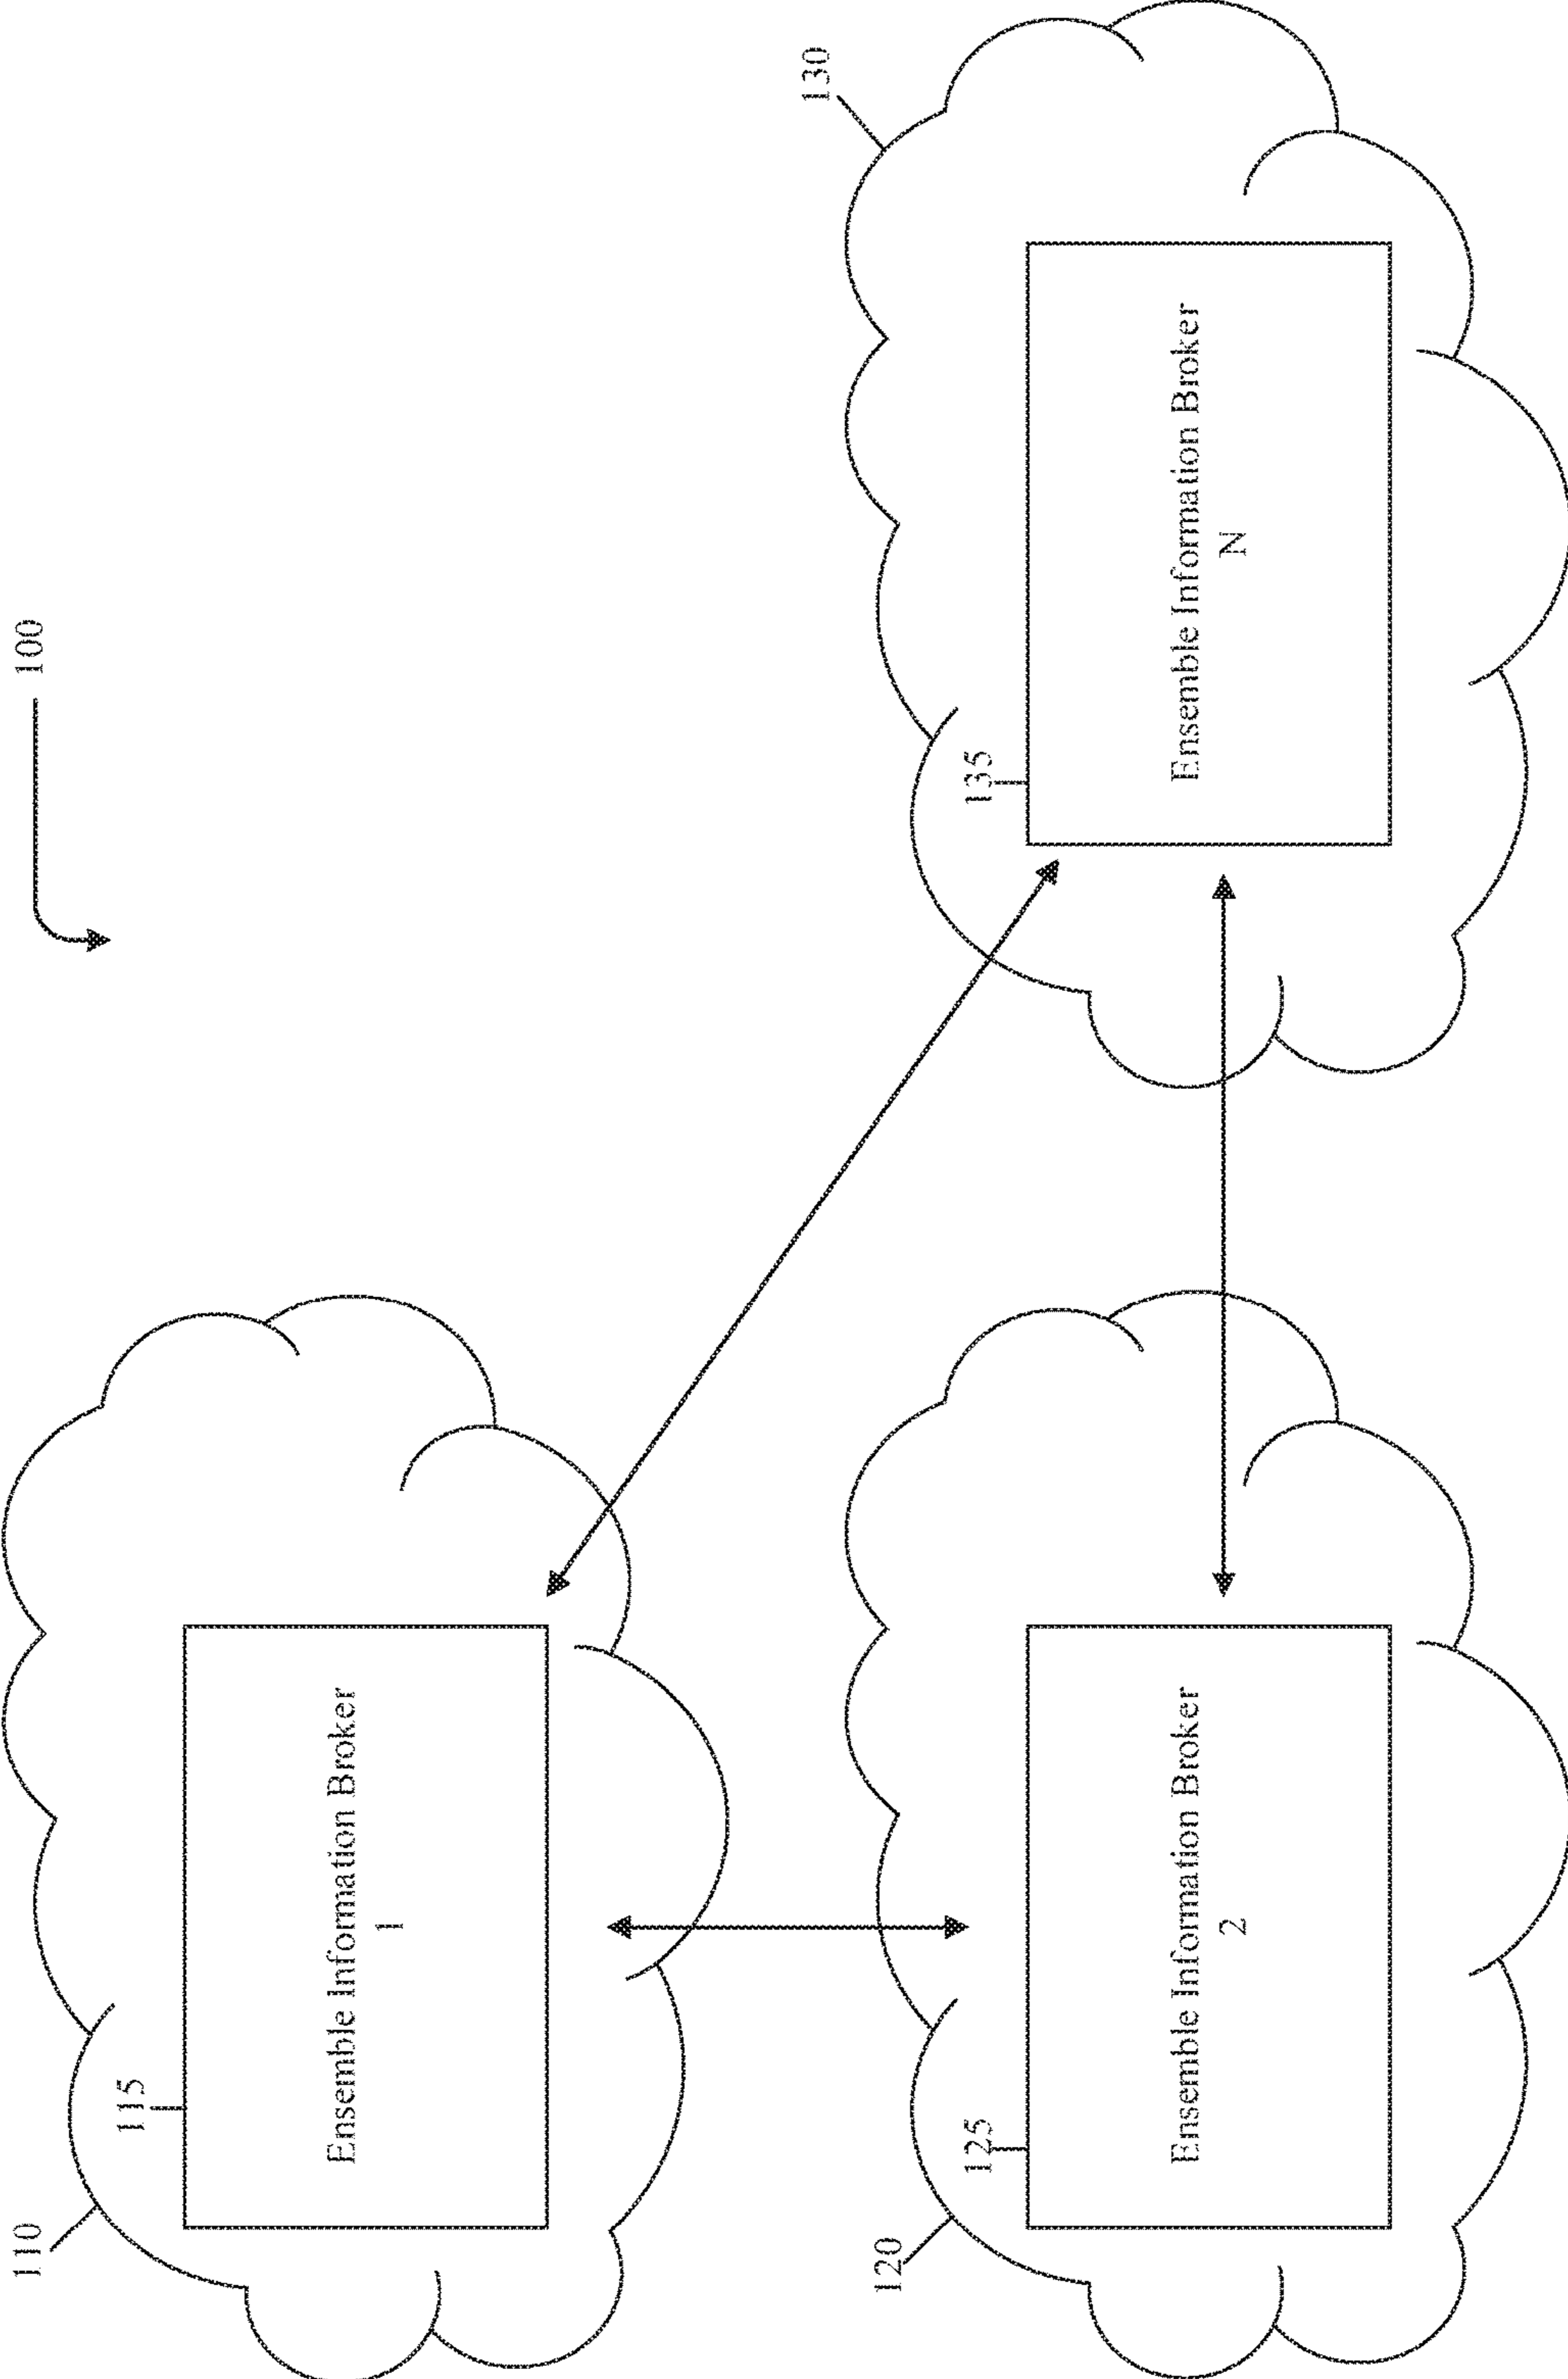 100
110
115
Ensemble Information Broker
1
120
125
Ensemble Information Broker
2
130
135
Ensemble Information Broker
N